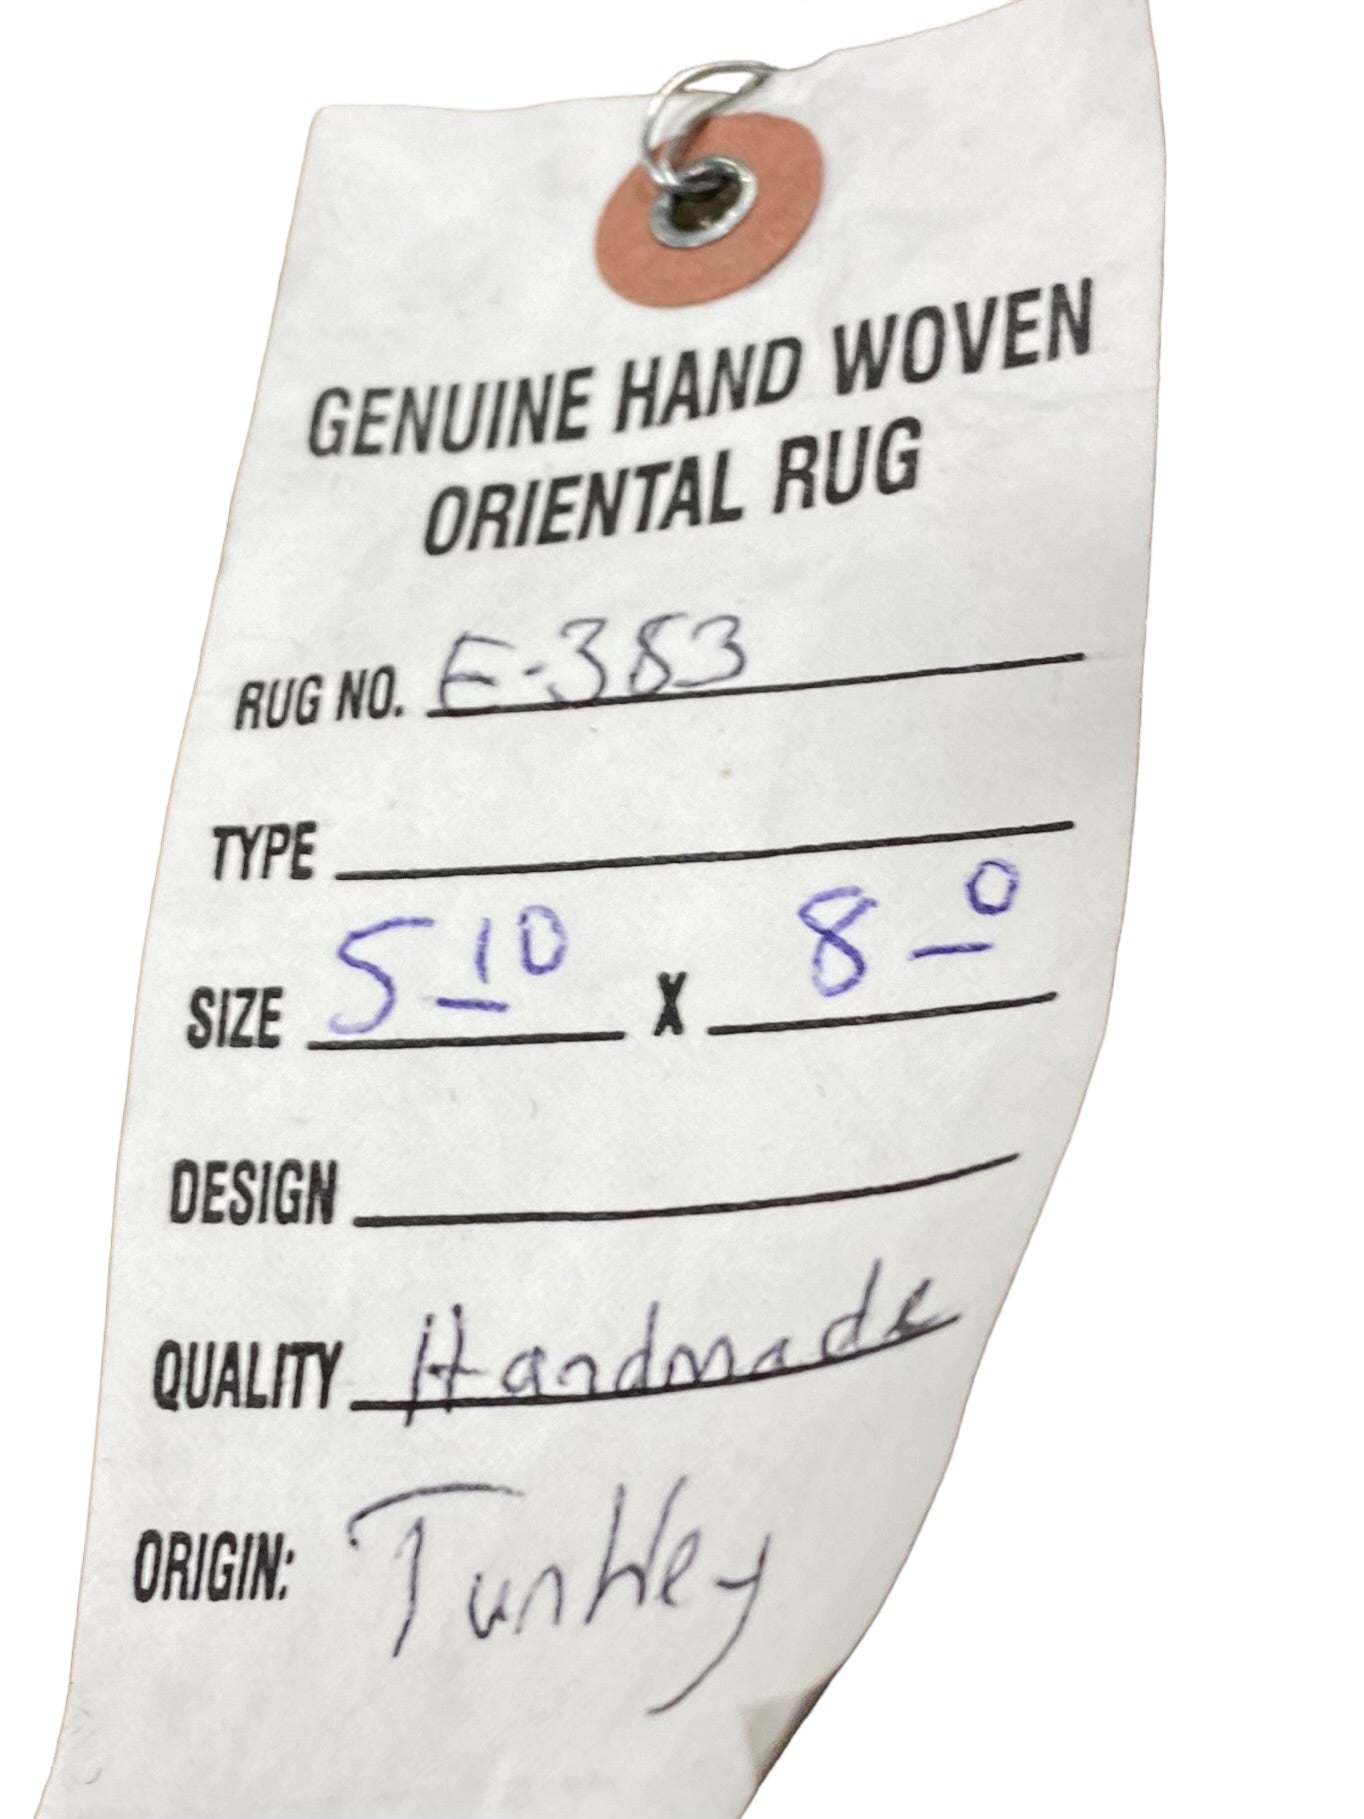 GENUINE HAND WOVEN
ORIENTAL RUG
RUG NO. E-383
TYPE
SIZE 5-10 X 8-0
DESIGN
QUALITY Handmade
ORIGIN: Turkey